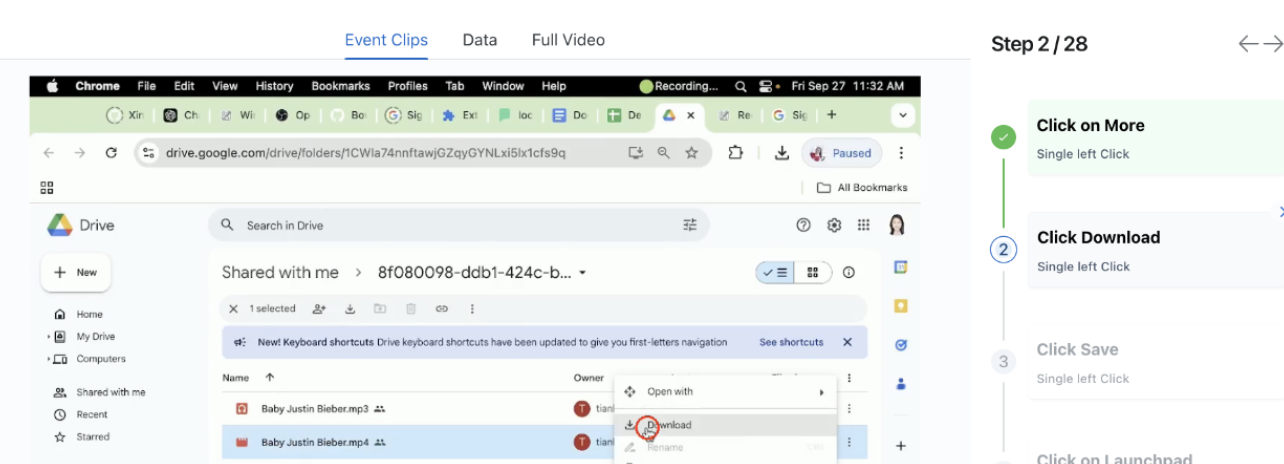 Event Clips Data Full Video
Step 2 / 28
Chrome File Edit View History Bookmarks Profiles Tab Window Help Recording... Fri Sep 27 11:32 AM
Xin Ch Wi Op Bo Sig Ext loc Do De Re Sig
drive.google.com/drive/folders/1CWla74nnftawjGZqyGYNLxi5lx1cfs9q Paused
All Bookmarks
Drive Search in Drive
New
Shared with me > 8f080098-ddb1-424c-b...
1 selected
Home
My Drive
Computers
Shared with me
Recent
Starred
New! Keyboard shortcuts Drive keyboard shortcuts have been updated to give you first-letters navigation See shortcuts
Name Owner
Baby Justin Bieber.mp3 T tian
Baby Justin Bieber.mp4 T tian
Open with
Download
Rename
Click on More
Single left Click
2
Click Download
Single left Click
3
Click Save
Single left Click
Click on Launchpad